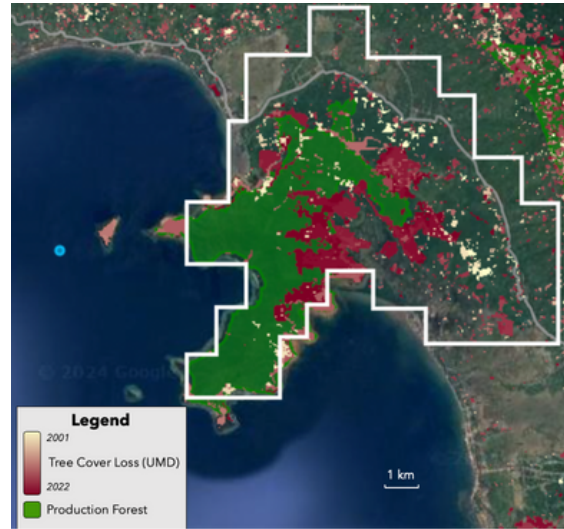 © 2024 Google
1 km
Legend
2001
Tree Cover Loss (UMD)
2022
Production Forest